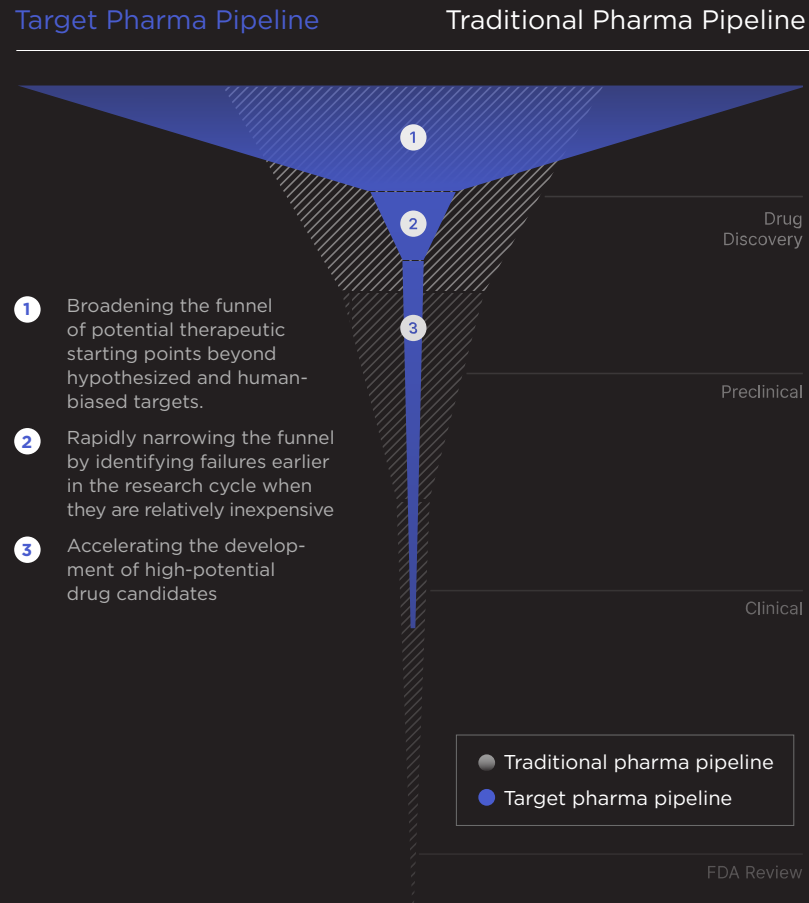 Target Pharma Pipeline
Traditional Pharma Pipeline
1
2
3
Drug
Discovery
Preclinical
Clinical
FDA Review
1
Broadening the funnel
of potential therapeutic
starting points beyond
hypothesized and human-
biased targets.
2
Rapidly narrowing the funnel
by identifying failures earlier
in the research cycle when
they are relatively inexpensive
3
Accelerating the develop-
ment of high-potential
drug candidates
Traditional pharma pipeline
Target pharma pipeline